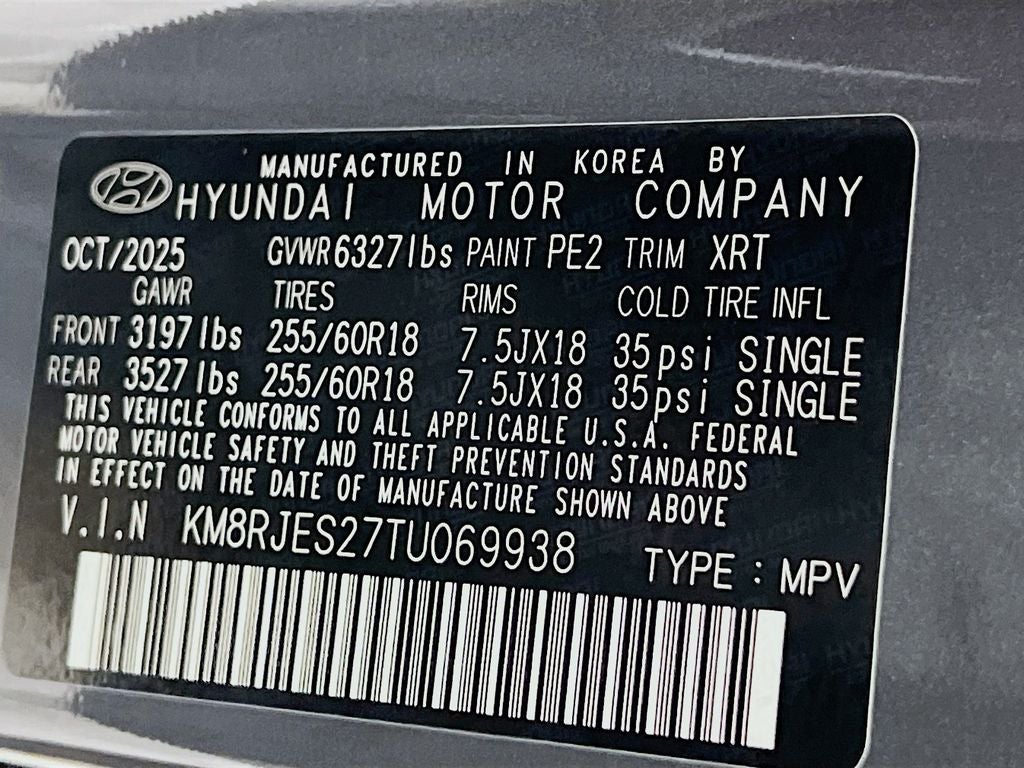 MANUFACTURED IN KOREA BY
HYUNDAI MOTOR COMPANY
OCT/2025 GVWR 6327lbs PAINT PE2 TRIM XRT
GAWR TIRES RIMS COLD TIRE INFL
FRONT 3197lbs 255/60R18 7.5JX18 35psi SINGLE
REAR 3527lbs 255/60R18 7.5JX18 35psi SINGLE
THIS VEHICLE CONFORMS TO ALL APPLICABLE U.S.A. FEDERAL
MOTOR VEHICLE SAFETY AND THEFT PREVENTION STANDARDS
IN EFFECT ON THE DATE OF MANUFACTURE SHOWN ABOVE
V.I.N KM8RJES27TU069938 TYPE : MPV